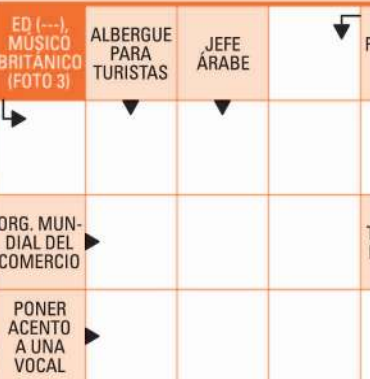 ED (---),
MÚSICO
BRITÁNICO
(FOTO 3)
ALBERGUE
PARA
TURISTAS
JEFE
ÁRABE
ORG. MUN-
DIAL DEL
COMERCIO
PONER
ACENTO
A UNA
VOCAL